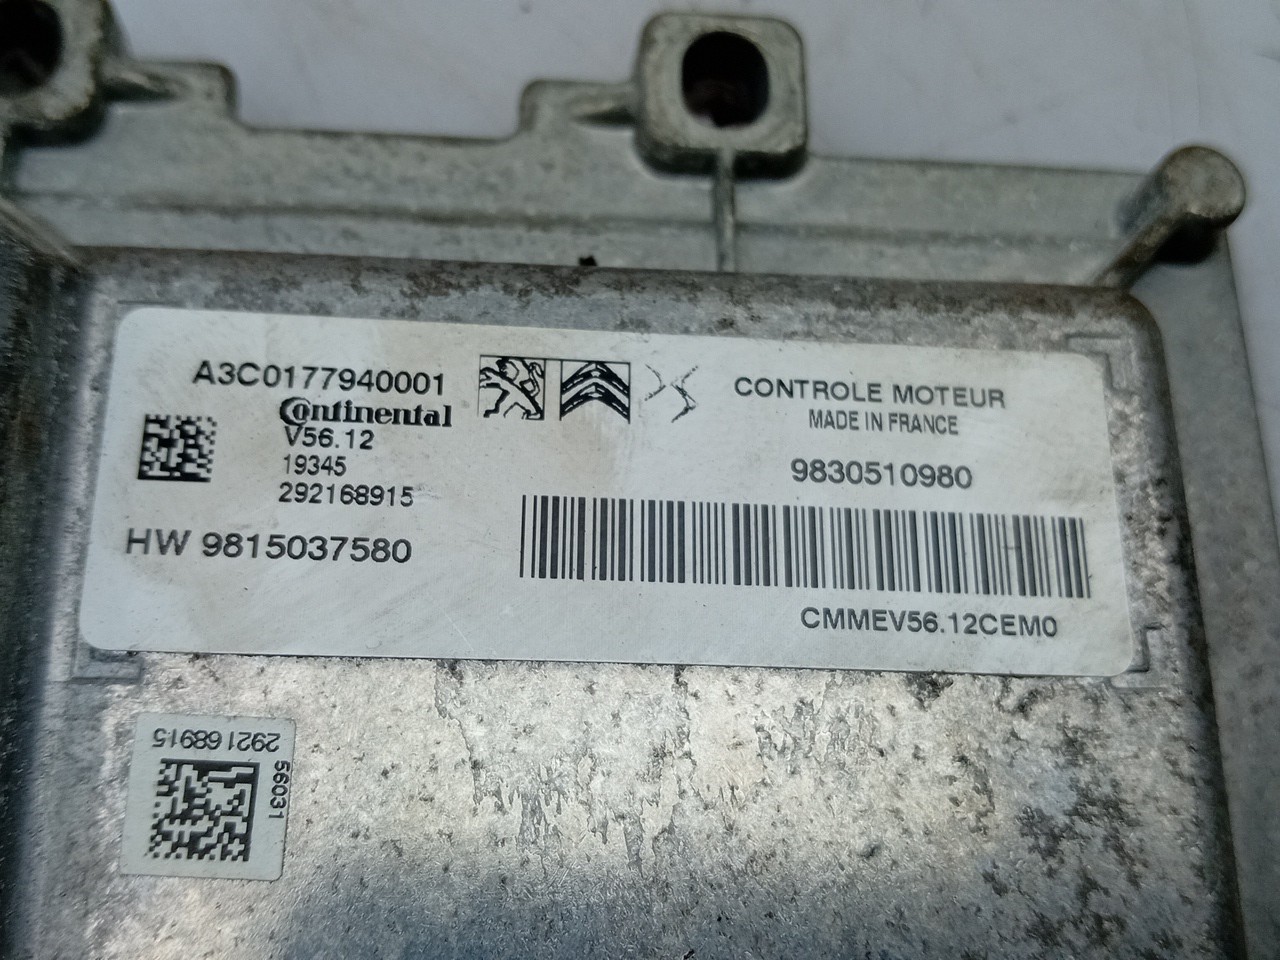 A3C0177940001
Continental
V56.12
19345
292168915
HW 9815037580
CONTROLE MOTEUR
MADE IN FRANCE
9830510980
CMMEV56.12CEM0
292168915
56031